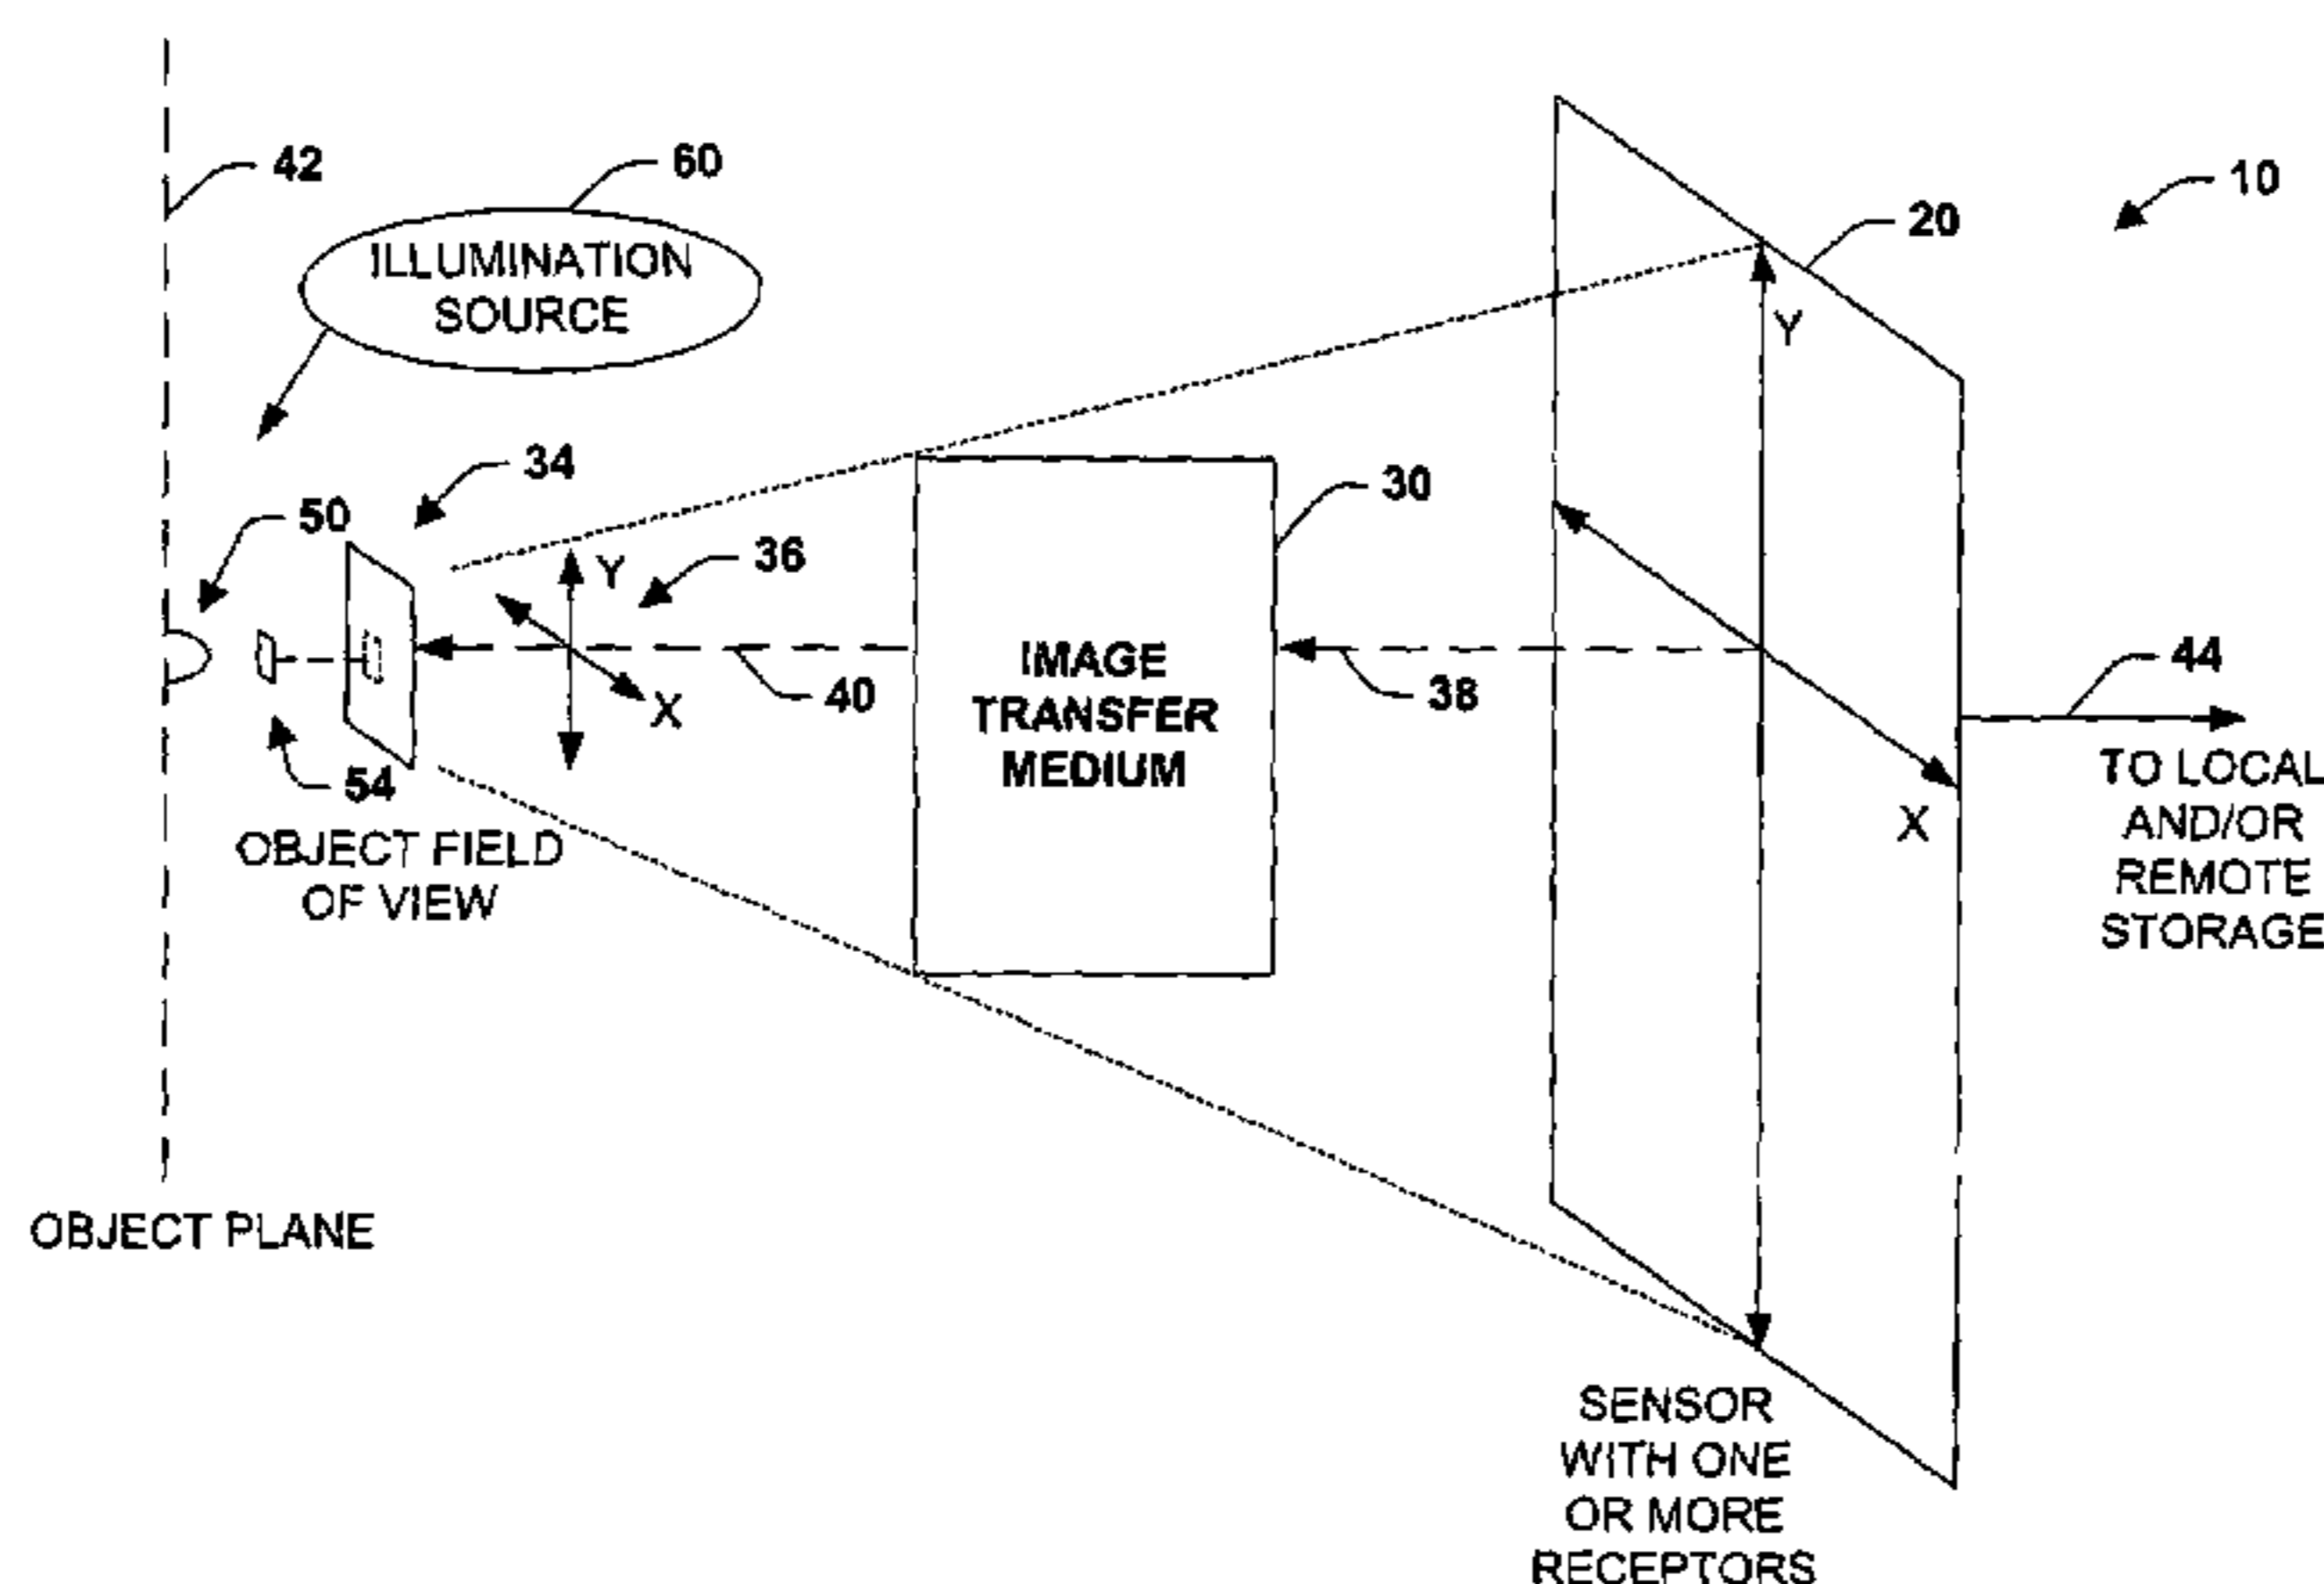 42
60
10
20
ILLUMINATION
SOURCE
Y
34
30
50
36
Y
44
IMAGE
TRANSFER
MEDIUM
40
38
X
54
TO LOCAL
AND/OR
REMOTE
STORAGE
X
OBJECT FIELD
OF VIEW
OBJECT PLANE
SENSOR
WITH ONE
OR MORE
RECEPTORS